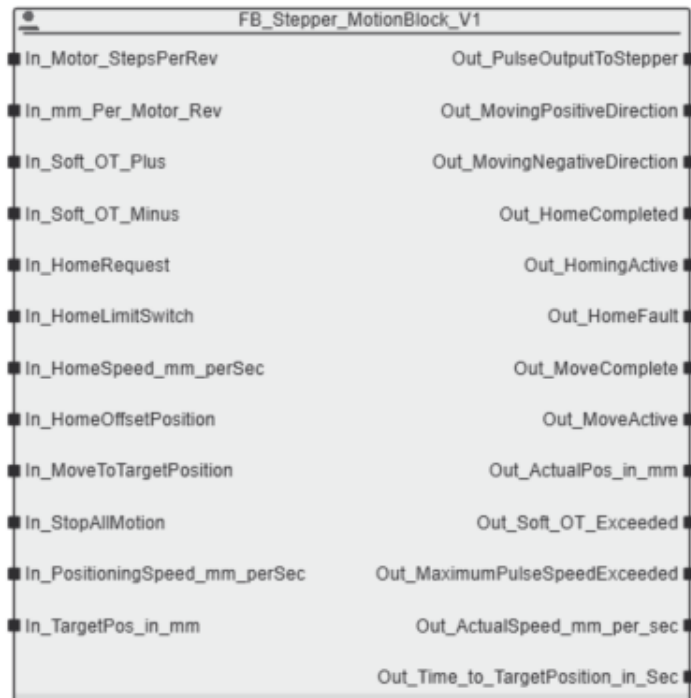 FB_Stepper_MotionBlock_V1
In_Motor_StepsPerRev Out_PulseOutputToStepper
In_mm_Per_Motor_Rev Out_MovingPositiveDirection
In_Soft_OT_Plus Out_MovingNegativeDirection
In_Soft_OT_Minus Out_HomeCompleted
In_HomeRequest Out_HomingActive
In_HomeLimitSwitch Out_HomeFault
In_HomeSpeed_mm_perSec Out_MoveComplete
In_HomeOffsetPosition Out_MoveActive
In_MoveToTargetPosition Out_ActualPos_in_mm
In_StopAllMotion Out_Soft_OT_Exceeded
In_PositioningSpeed_mm_perSec Out_MaximumPulseSpeedExceeded
In_TargetPos_in_mm Out_ActualSpeed_mm_per_sec
Out_Time_to_TargetPosition_in_Sec